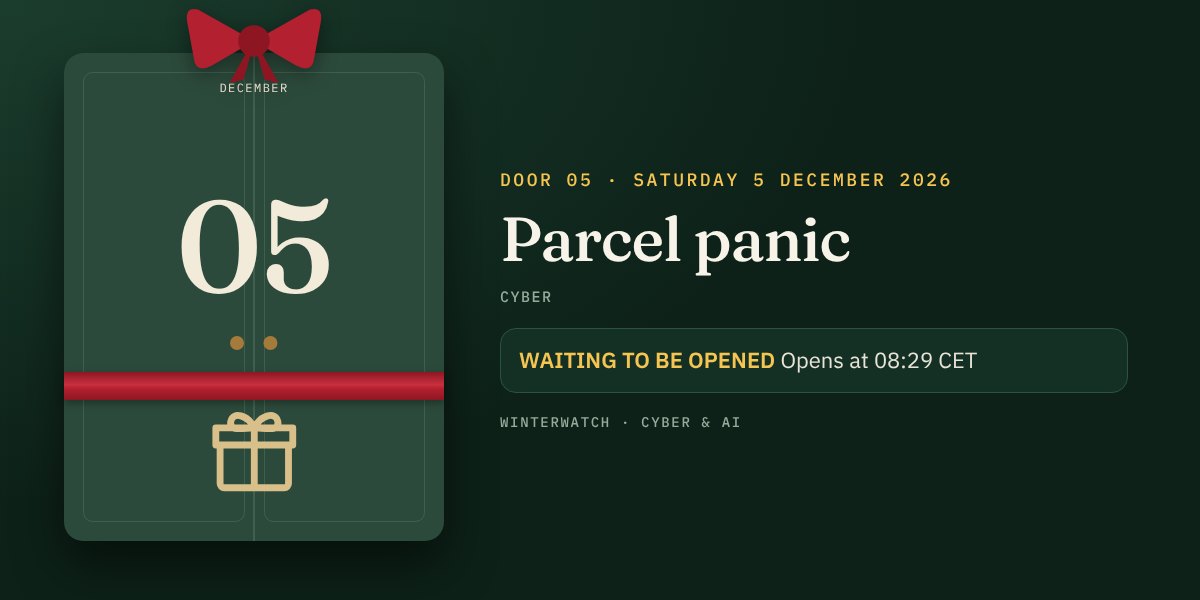 DECEMBER
05
DOOR 05 · SATURDAY 5 DECEMBER 2026
Parcel panic
CYBER
WAITING TO BE OPENED Opens at 08:29 CET
WINTERWATCH · CYBER & AI